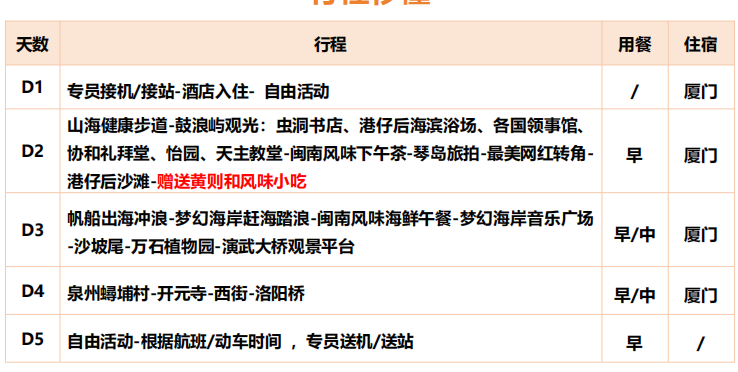 天数 行程 用餐 住宿
D1 专员接机/接站-酒店入住- 自由活动 / 厦门
山海健康步道-鼓浪屿观光：虫洞书店、港仔后海滨浴场、各国领事馆、
D2 协和礼拜堂、怡园、天主教堂-闽南风味下午茶-琴岛旅拍-最美网红转角- 早 厦门
港仔后沙滩-赠送黄则和风味小吃
D3 帆船出海冲浪-梦幻海岸赶海踏浪-闽南风味海鲜午餐-梦幻海岸音乐广场 早/中 厦门
-沙坡尾-万石植物园-演武大桥观景平台
D4 泉州蟳埔村-开元寺-西街-洛阳桥 早/中 厦门
D5 自由活动-根据航班/动车时间 ，专员送机/送站 早 /